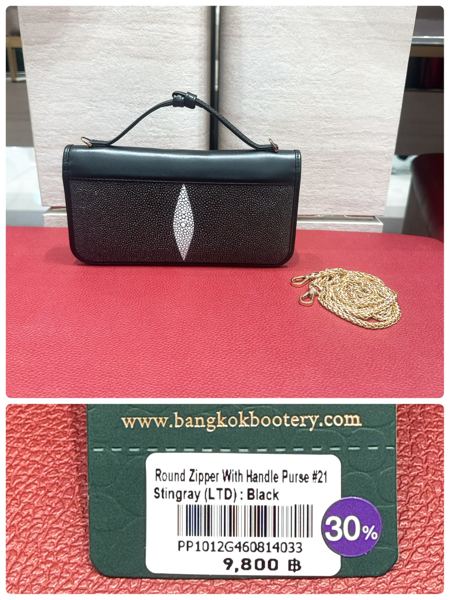 www.bangkokbootery.com
Round Zipper With Handle Purse #21
Stingray (LTD) : Black
30%
PP1012G460814033
9,800 ฿